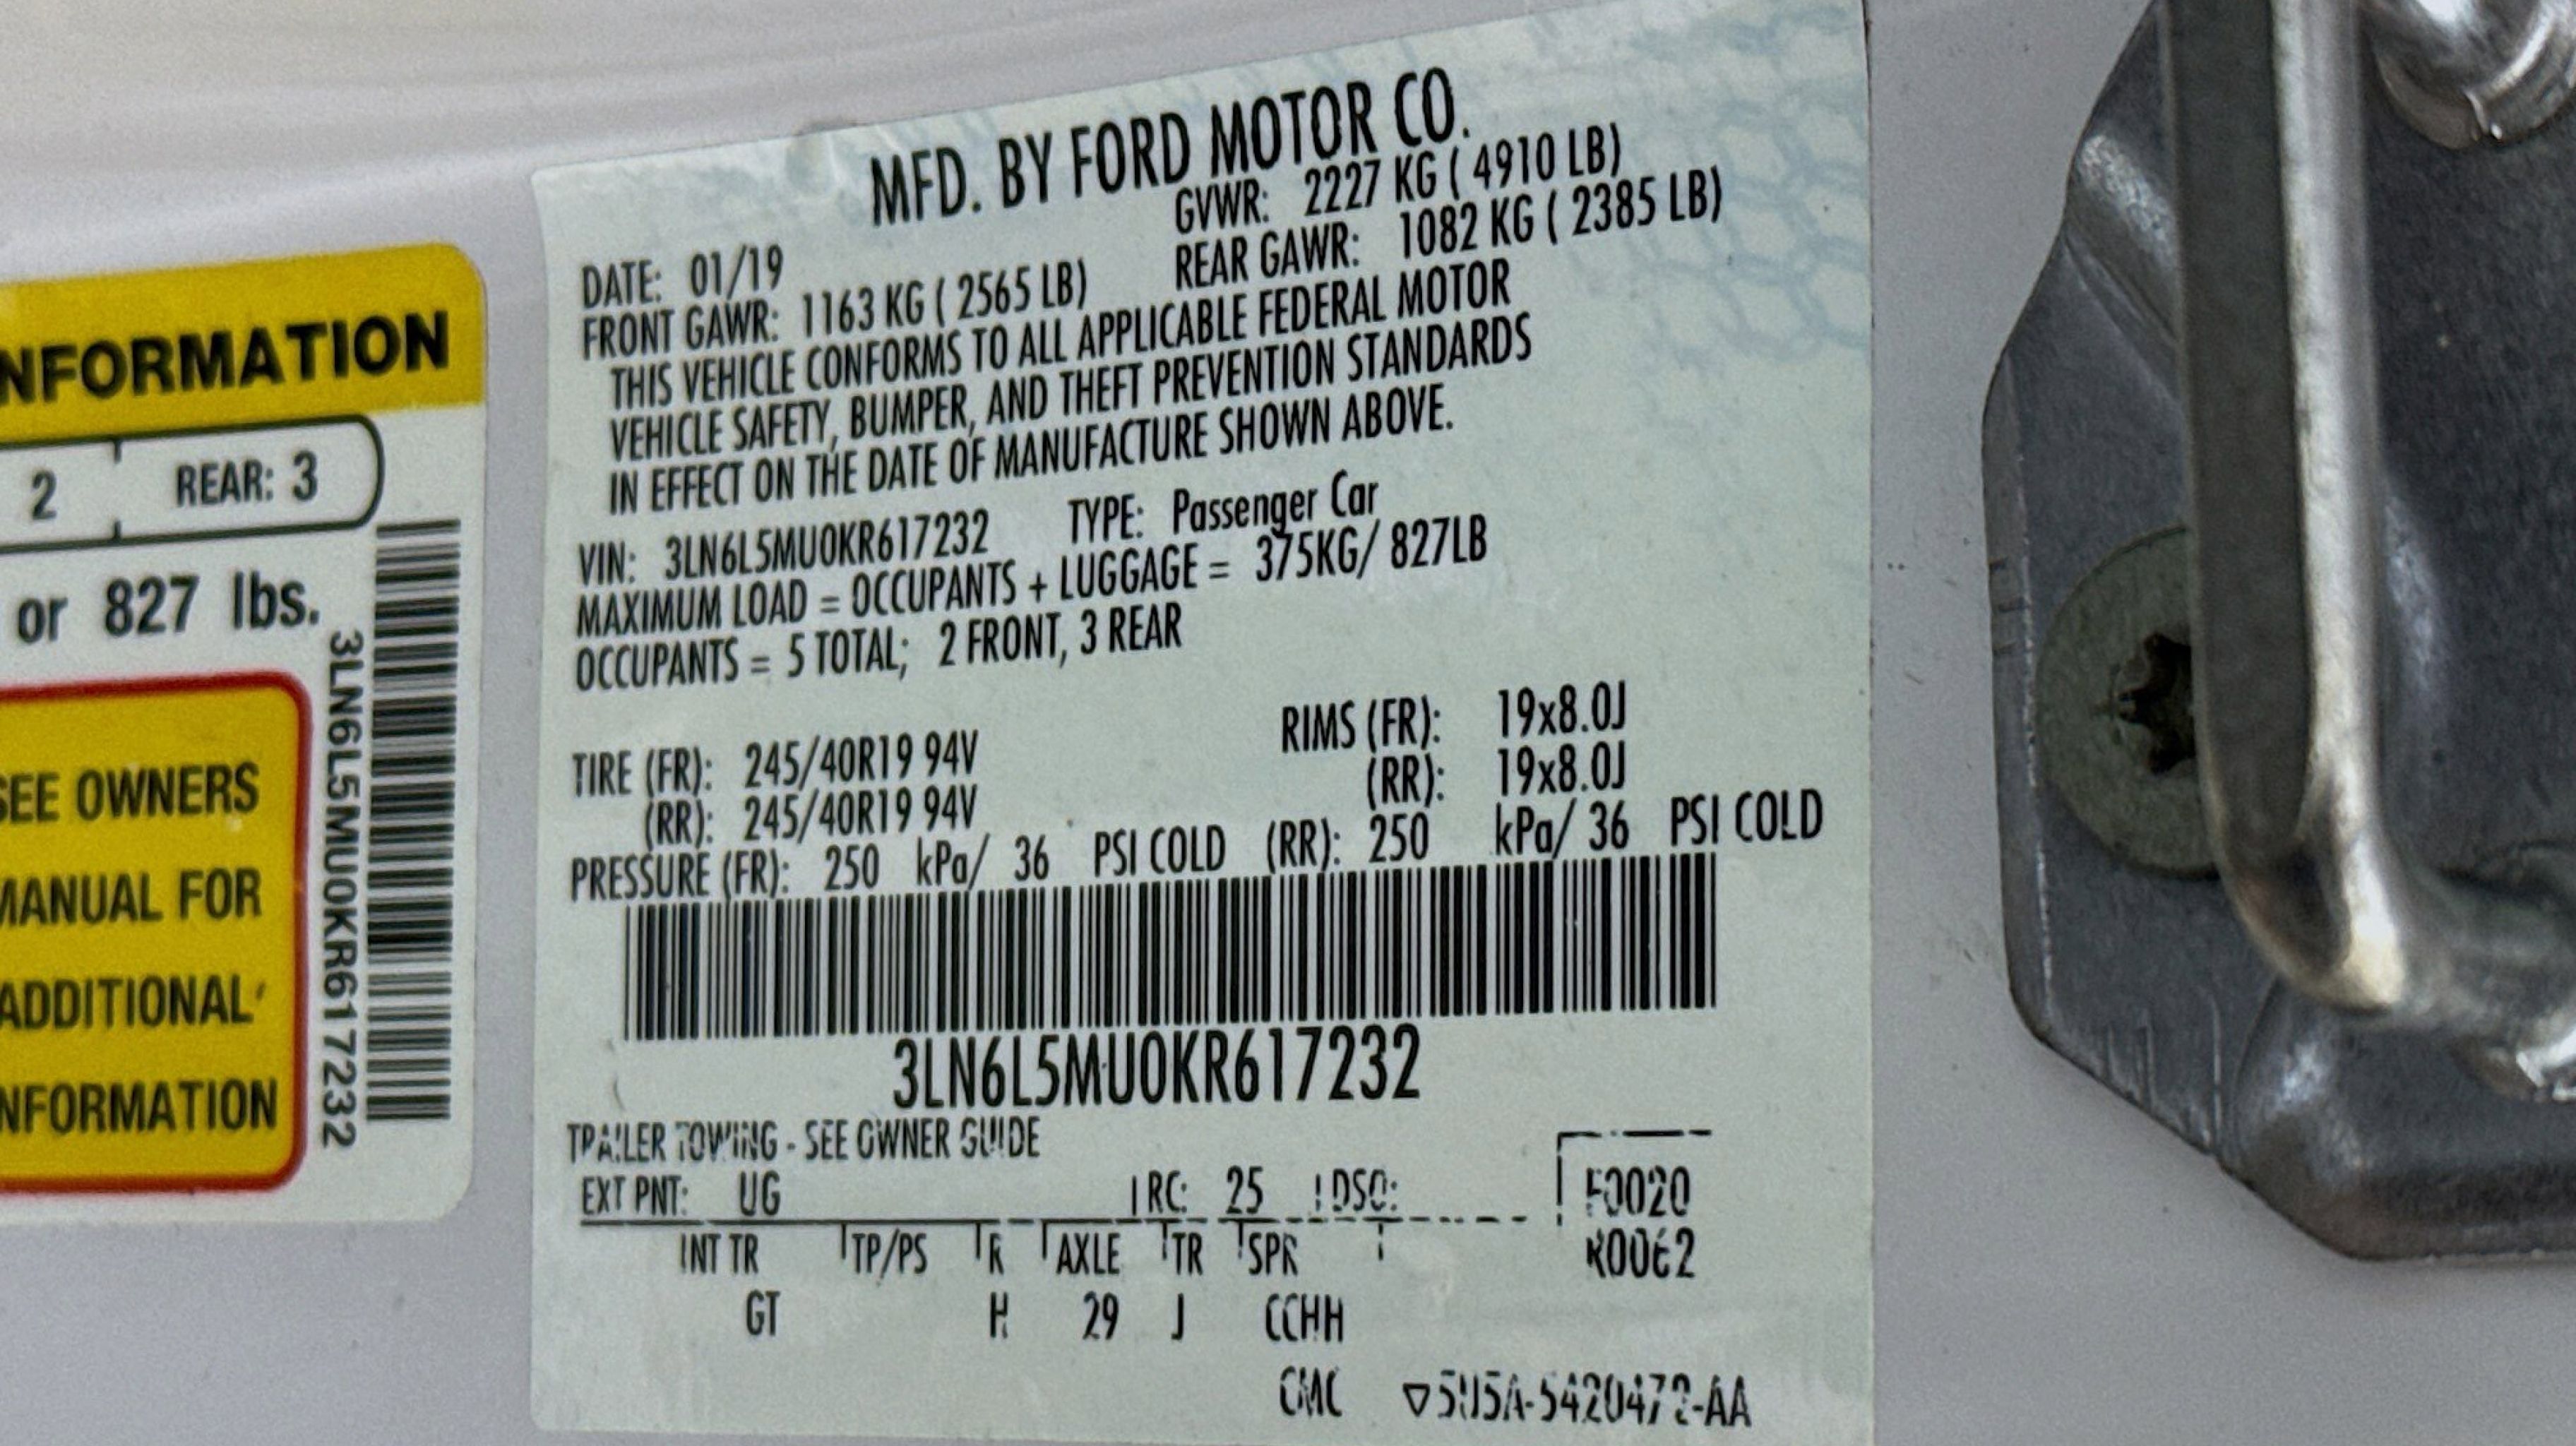 NFORMATION
2 REAR: 3
or 827 lbs.
SEE OWNERS
MANUAL FOR
ADDITIONAL
NFORMATION
3LN6L5MU0KR617232
MFD. BY FORD MOTOR CO.
DATE: 01/19 GVWR: 2227 KG ( 4910 LB)
FRONT GAWR: 1163 KG ( 2565 LB) REAR GAWR: 1082 KG ( 2385 LB)
THIS VEHICLE CONFORMS TO ALL APPLICABLE FEDERAL MOTOR
VEHICLE SAFETY, BUMPER, AND THEFT PREVENTION STANDARDS
IN EFFECT ON THE DATE OF MANUFACTURE SHOWN ABOVE.
VIN: 3LN6L5MU0KR617232 TYPE: Passenger Car
MAXIMUM LOAD = OCCUPANTS + LUGGAGE = 375KG/ 827LB
OCCUPANTS = 5 TOTAL; 2 FRONT, 3 REAR
TIRE (FR): 245/40R19 94V RIMS (FR): 19x8.0J
(RR): 245/40R19 94V (RR): 19x8.0J
PRESSURE (FR): 250 kPa/ 36 PSI COLD (RR): 250 kPa/ 36 PSI COLD
3LN6L5MU0KR617232
TRAILER TOWING - SEE OWNER GUIDE
EXT PNT: UG RC: 25 DSO: F0020
INT TR TP/PS R AXLE TR SPR R0062
GT H 29 J CCHH
CMC